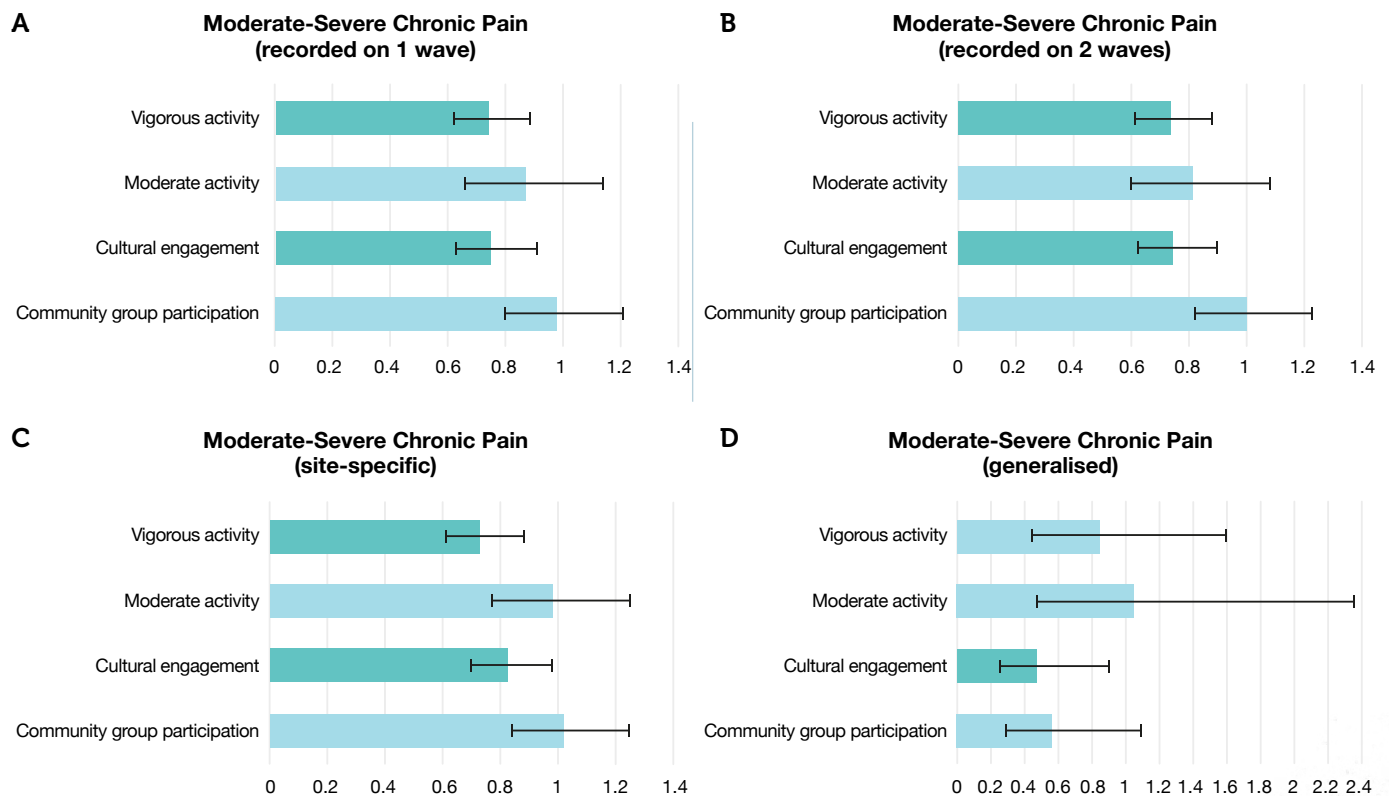 A
Moderate-Severe Chronic Pain
(recorded on 1 wave)
Vigorous activity
Moderate activity
Cultural engagement
Community group participation
0 0.2 0.4 0.6 0.8 1 1.2 1.4
B
Moderate-Severe Chronic Pain
(recorded on 2 waves)
Vigorous activity
Moderate activity
Cultural engagement
Community group participation
0 0.2 0.4 0.6 0.8 1 1.2 1.4
C
Moderate-Severe Chronic Pain
(site-specific)
Vigorous activity
Moderate activity
Cultural engagement
Community group participation
0 0.2 0.4 0.6 0.8 1 1.2 1.4
D
Moderate-Severe Chronic Pain
(generalised)
Vigorous activity
Moderate activity
Cultural engagement
Community group participation
0 0.2 0.4 0.6 0.8 1 1.2 1.4 1.6 1.8 2 2.2 2.4